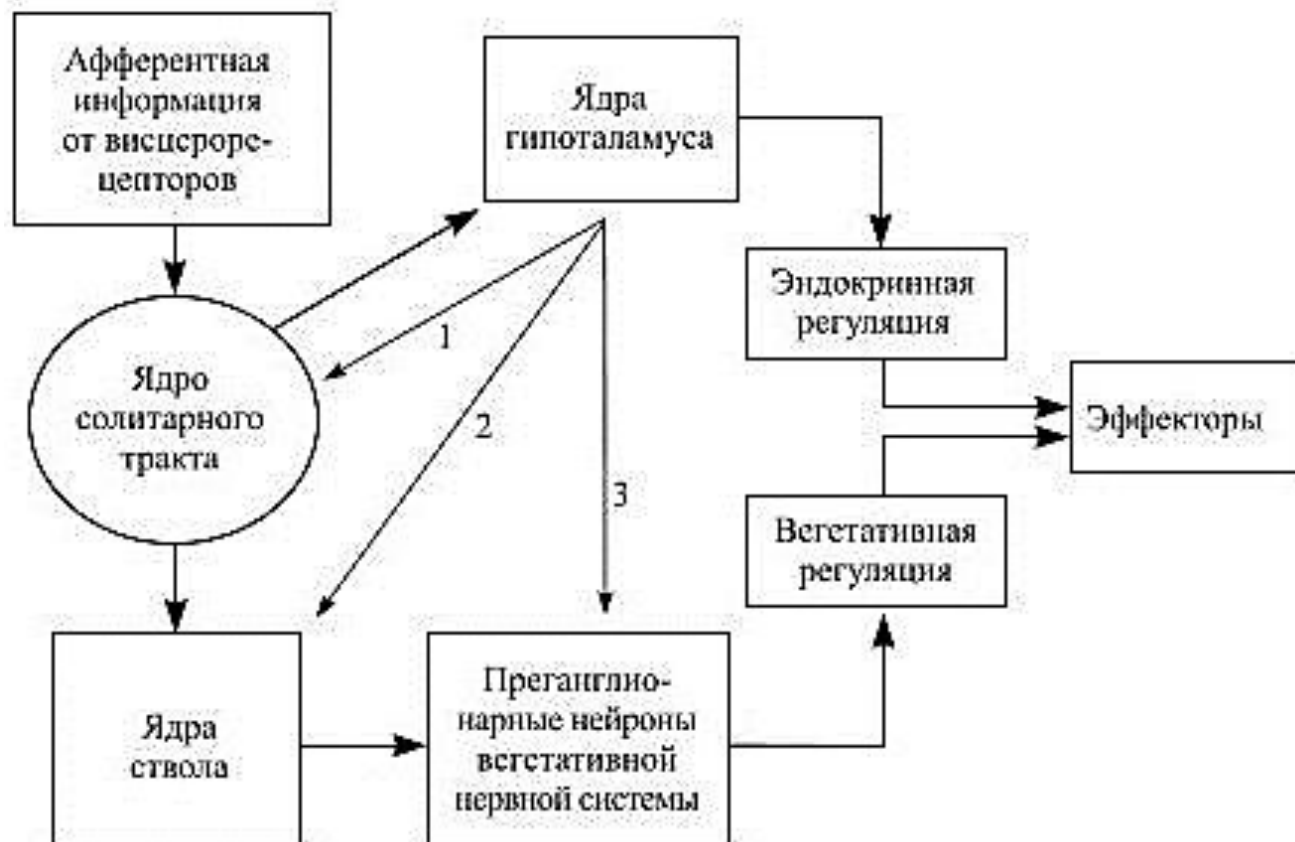 Афферентная
информация
от висцероре-
цепторов
Ядра
гипоталамуса
Эндокринная
регуляция
1
Ядро
солитарного
тракта
2
Эффекторы
3
Вегетативная
регуляция
Ядра
ствола
Преганглио-
нарные нейроны
вегетативной
нервной системы